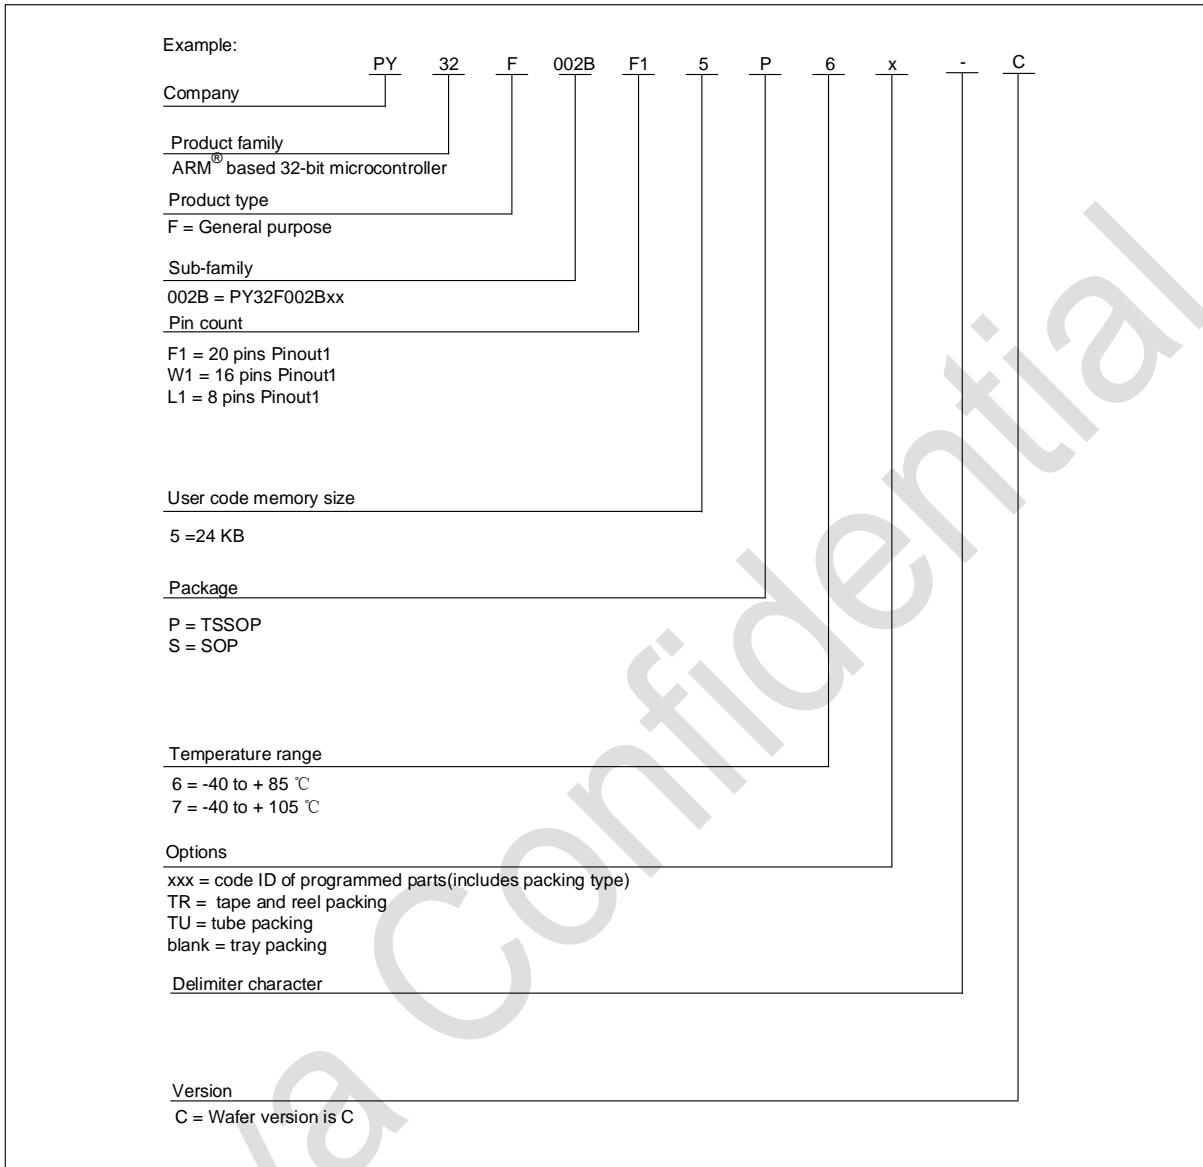 Example:
PY 32 F 002B F1 5 P 6 x - C
Company
Product family
ARM® based 32-bit microcontroller
Product type
F = General purpose
Sub-family
002B = PY32F002Bxx
Pin count
F1 = 20 pins Pinout1
W1 = 16 pins Pinout1
L1 = 8 pins Pinout1
User code memory size
5 =24 KB
Package
P = TSSOP
S = SOP
Temperature range
6 = -40 to + 85 ℃
7 = -40 to + 105 ℃
Options
xxx = code ID of programmed parts(includes packing type)
TR = tape and reel packing
TU = tube packing
blank = tray packing
Delimiter character
Version
C = Wafer version is C
Confidential